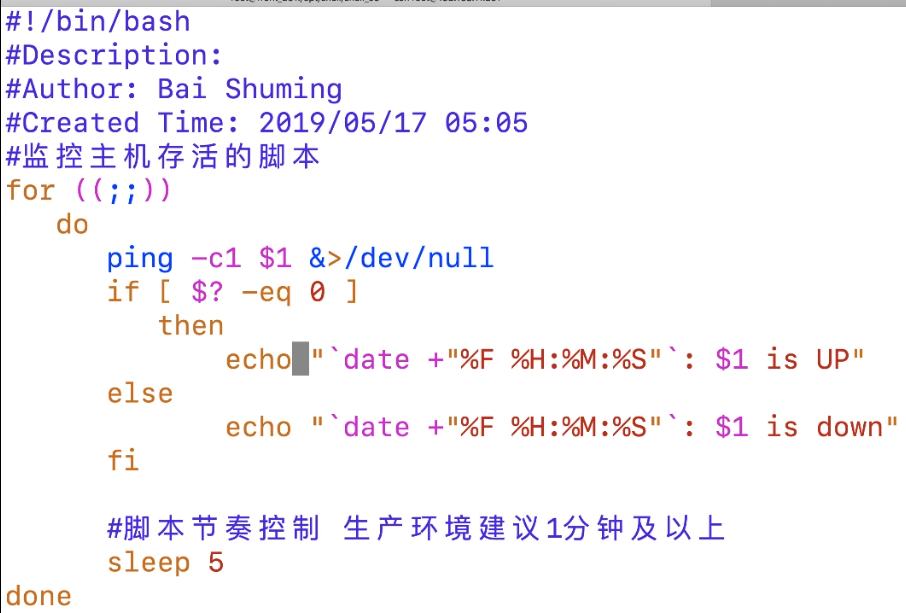 #!/bin/bash
#Description:
#Author: Bai Shuming
#Created Time: 2019/05/17 05:05
#监控主机存活的脚本
for ((;;))
do
ping -c1 $1 &>/dev/null
if [ $? -eq 0 ]
then
echo "`date +"%F %H:%M:%S"`: $1 is UP"
else
echo "`date +"%F %H:%M:%S"`: $1 is down"
fi
#脚本节奏控制 生产环境建议1分钟及以上
sleep 5
done